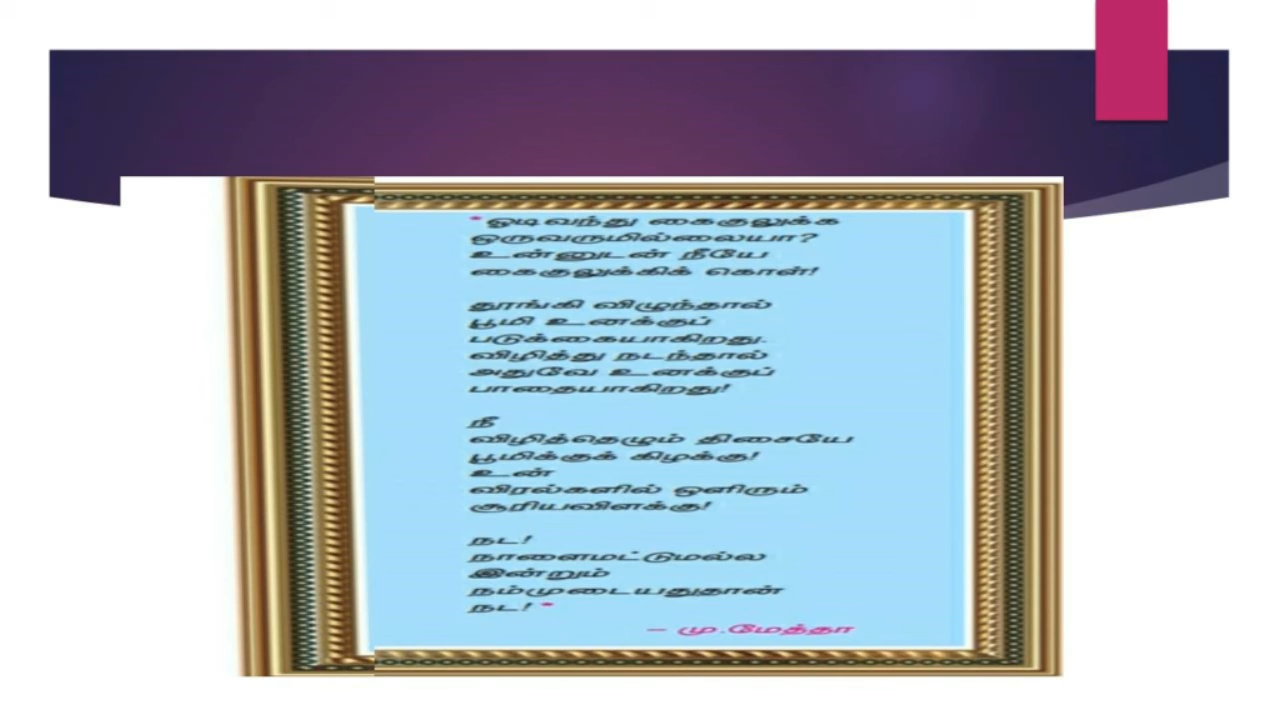 *ஓடிவந்து கைகுலுக்க
ஒருவருமில்லையா?
உன்னுடன் நீயே
கைகுலுக்கிக் கொள்!
தூங்கி விழுந்தால்
பூமி உனக்குப்
படுக்கையாகிறது.
விழித்து நடந்தால்
அதுவே உனக்குப்
பாதையாகிறது!
நீ
விழித்தெழும் திசையே
பூமிக்குக் கிழக்கு!
உன்
விரல்களில் ஒளிரும்
சூரியவிளக்கு!
நட!
நாளைமட்டுமல்ல
இன்றும்
நம்முடையதுதான்
நட! *
– மு.மேத்தா